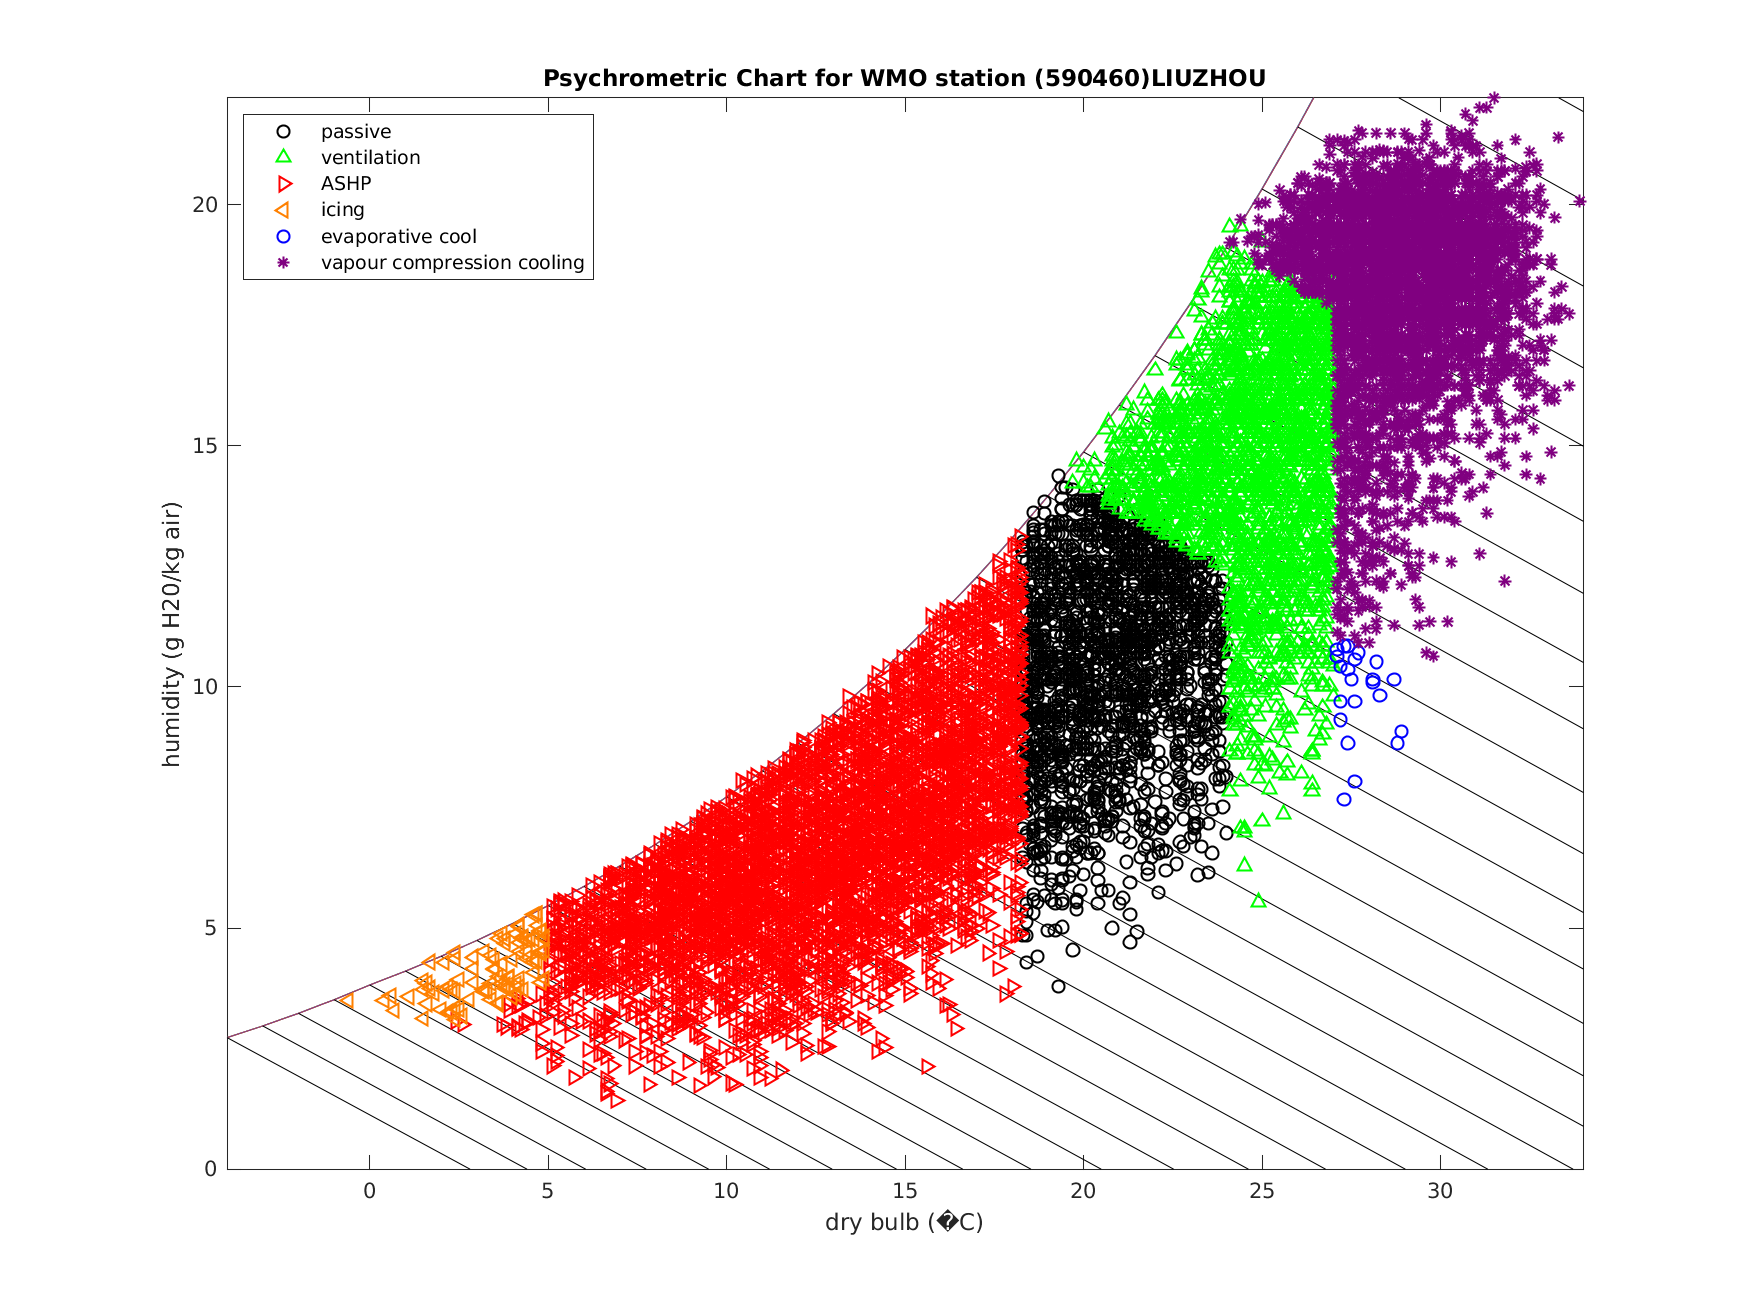 Psychrometric Chart for WMO station (590460)LIUZHOU
passive
ventilation
ASHP
icing
evaporative cool
vapour compression cooling
humidity (g H20/kg air)
20
15
10
5
0
0 5 10 15 20 25 30
dry bulb (�C)